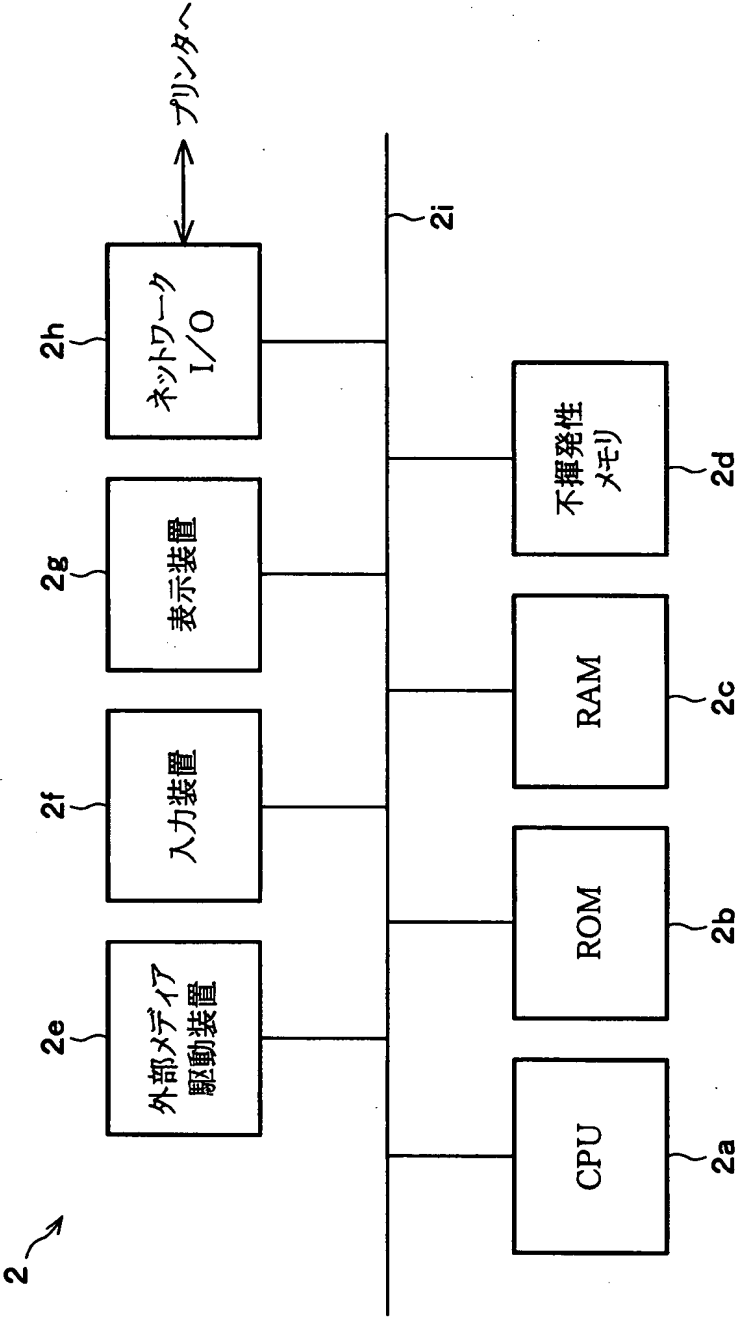 2
2e
2f
2g
2h
外部メディア
駆動装置
入力装置
表示装置
ネットワーク
I/O
プリンタへ
2i
CPU
ROM
RAM
不揮発性
メモリ
2a
2b
2c
2d